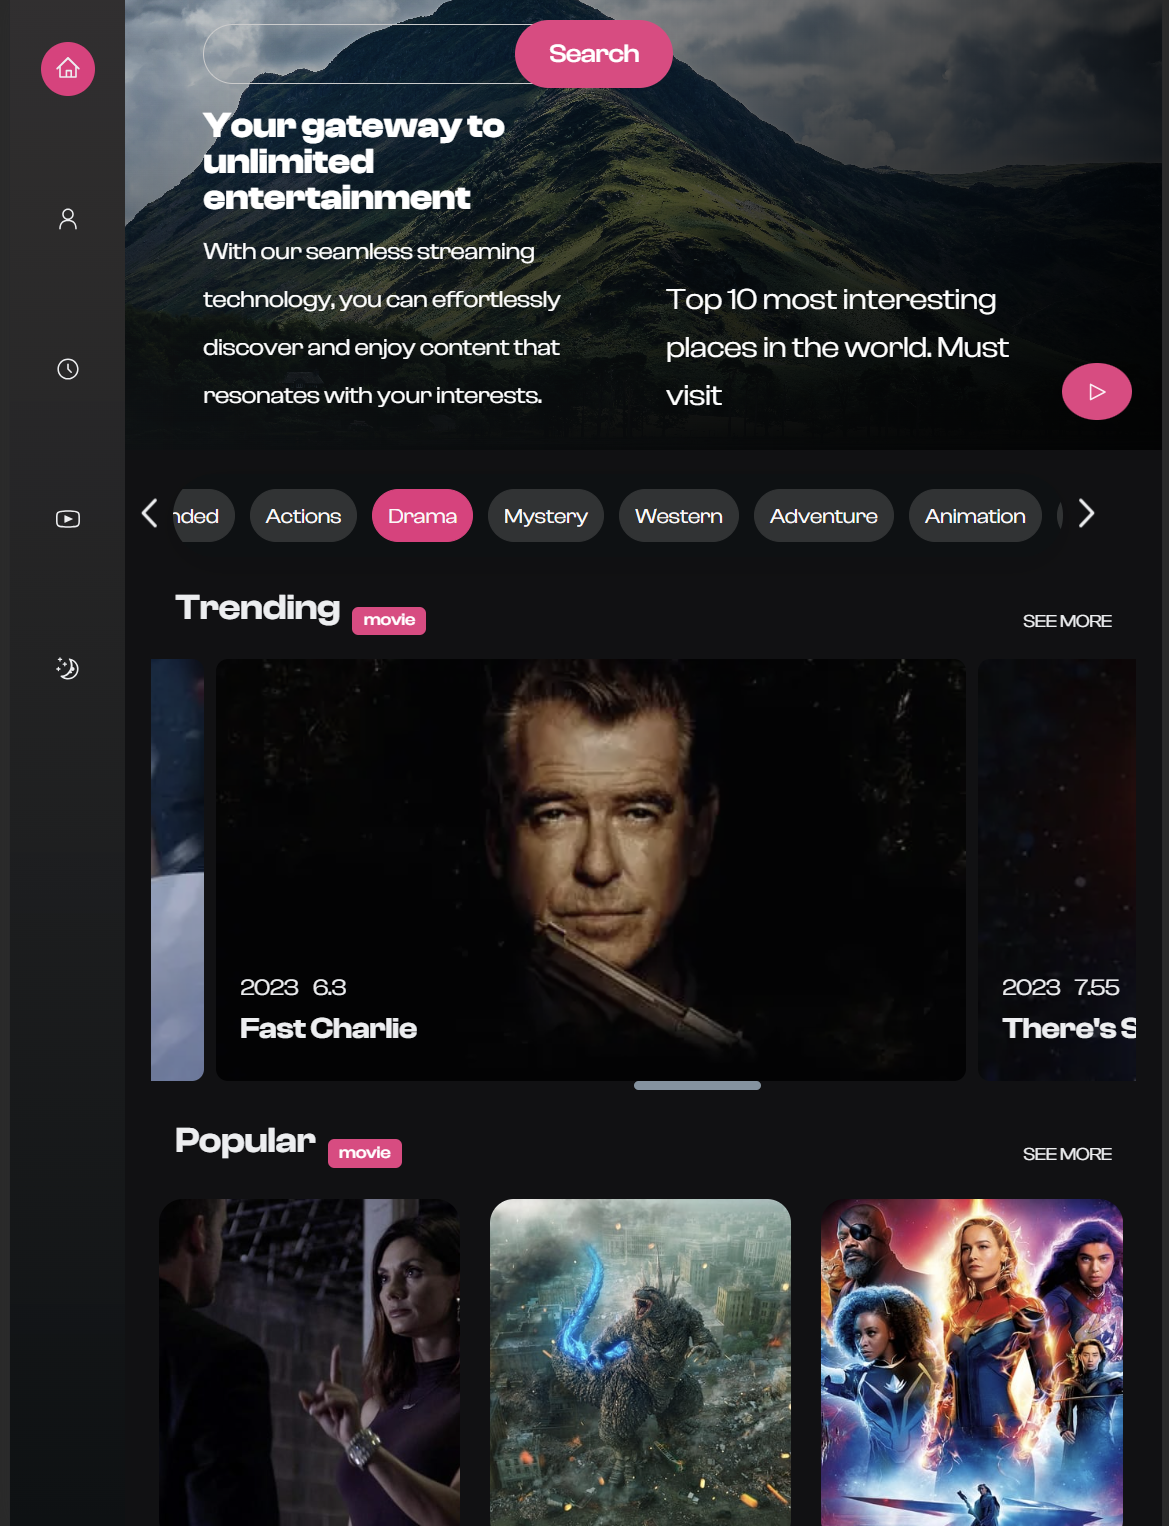 Search
Your gateway to
unlimited
entertainment
With our seamless streaming
technology, you can effortlessly
discover and enjoy content that
resonates with your interests.
Top 10 most interesting
places in the world. Must
visit
nded Actions Drama Mystery Western Adventure Animation
Trending movie SEE MORE
2023 6.3
Fast Charlie
2023 7.55
There's S
Popular movie SEE MORE